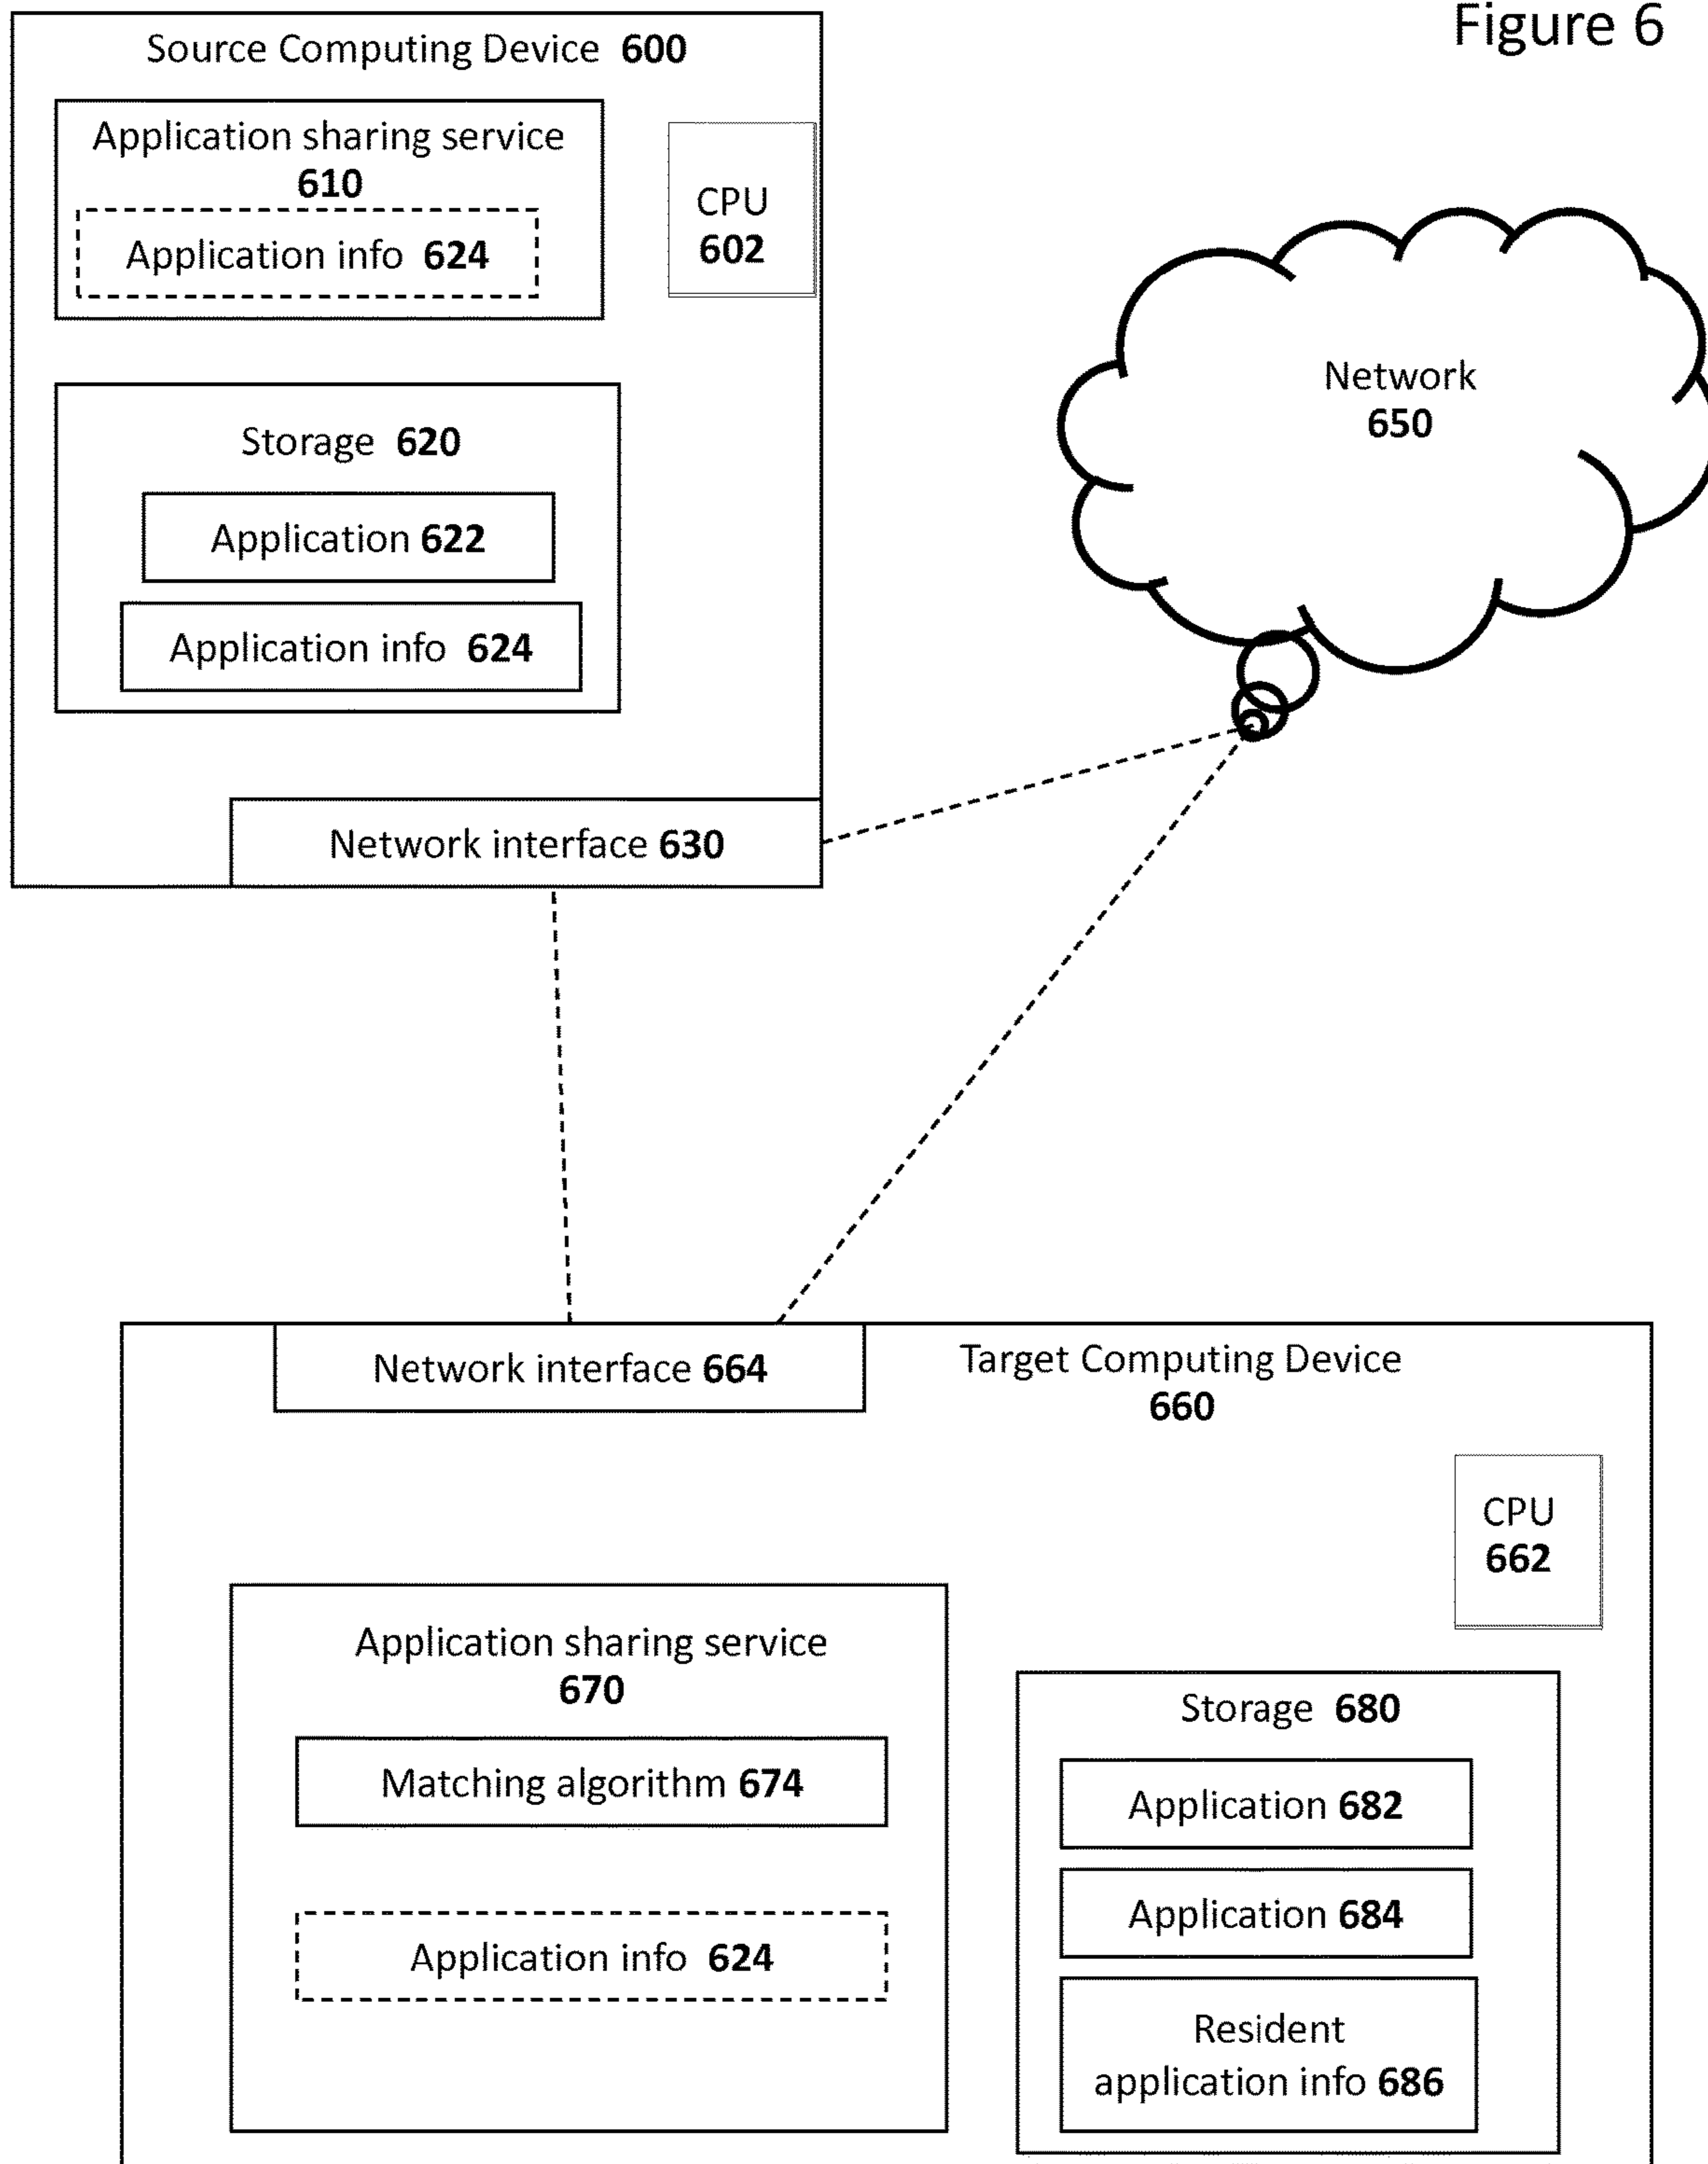 Figure 6
Source Computing Device 600
Application sharing service
610
Application info 624
CPU
602
Storage 620
Application 622
Application info 624
Network interface 630
Network
650
Network interface 664
Target Computing Device
660
CPU
662
Application sharing service
670
Matching algorithm 674
Application info 624
Storage 680
Application 682
Application 684
Resident
application info 686